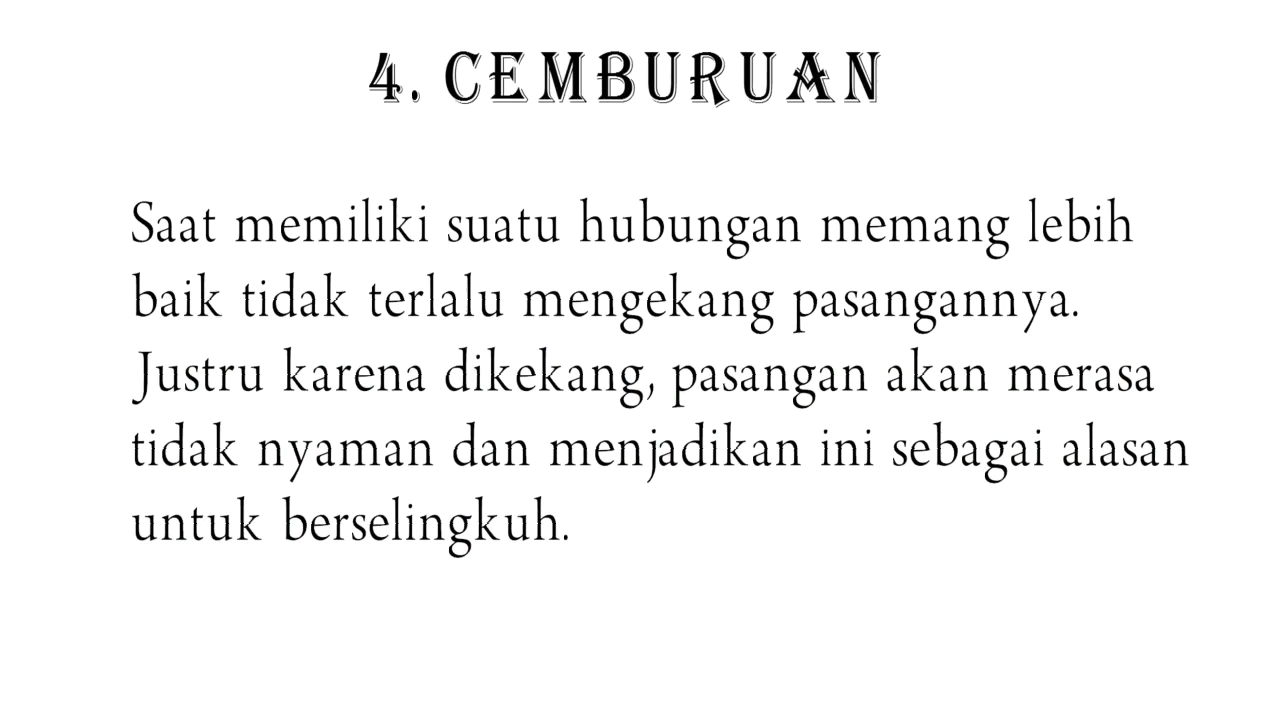 4. CEMBURUAN
Saat memiliki suatu hubungan memang lebih
baik tidak terlalu mengekang pasangannya.
Justru karena dikekang, pasangan akan merasa
tidak nyaman dan menjadikan ini sebagai alasan
untuk berselingkuh.